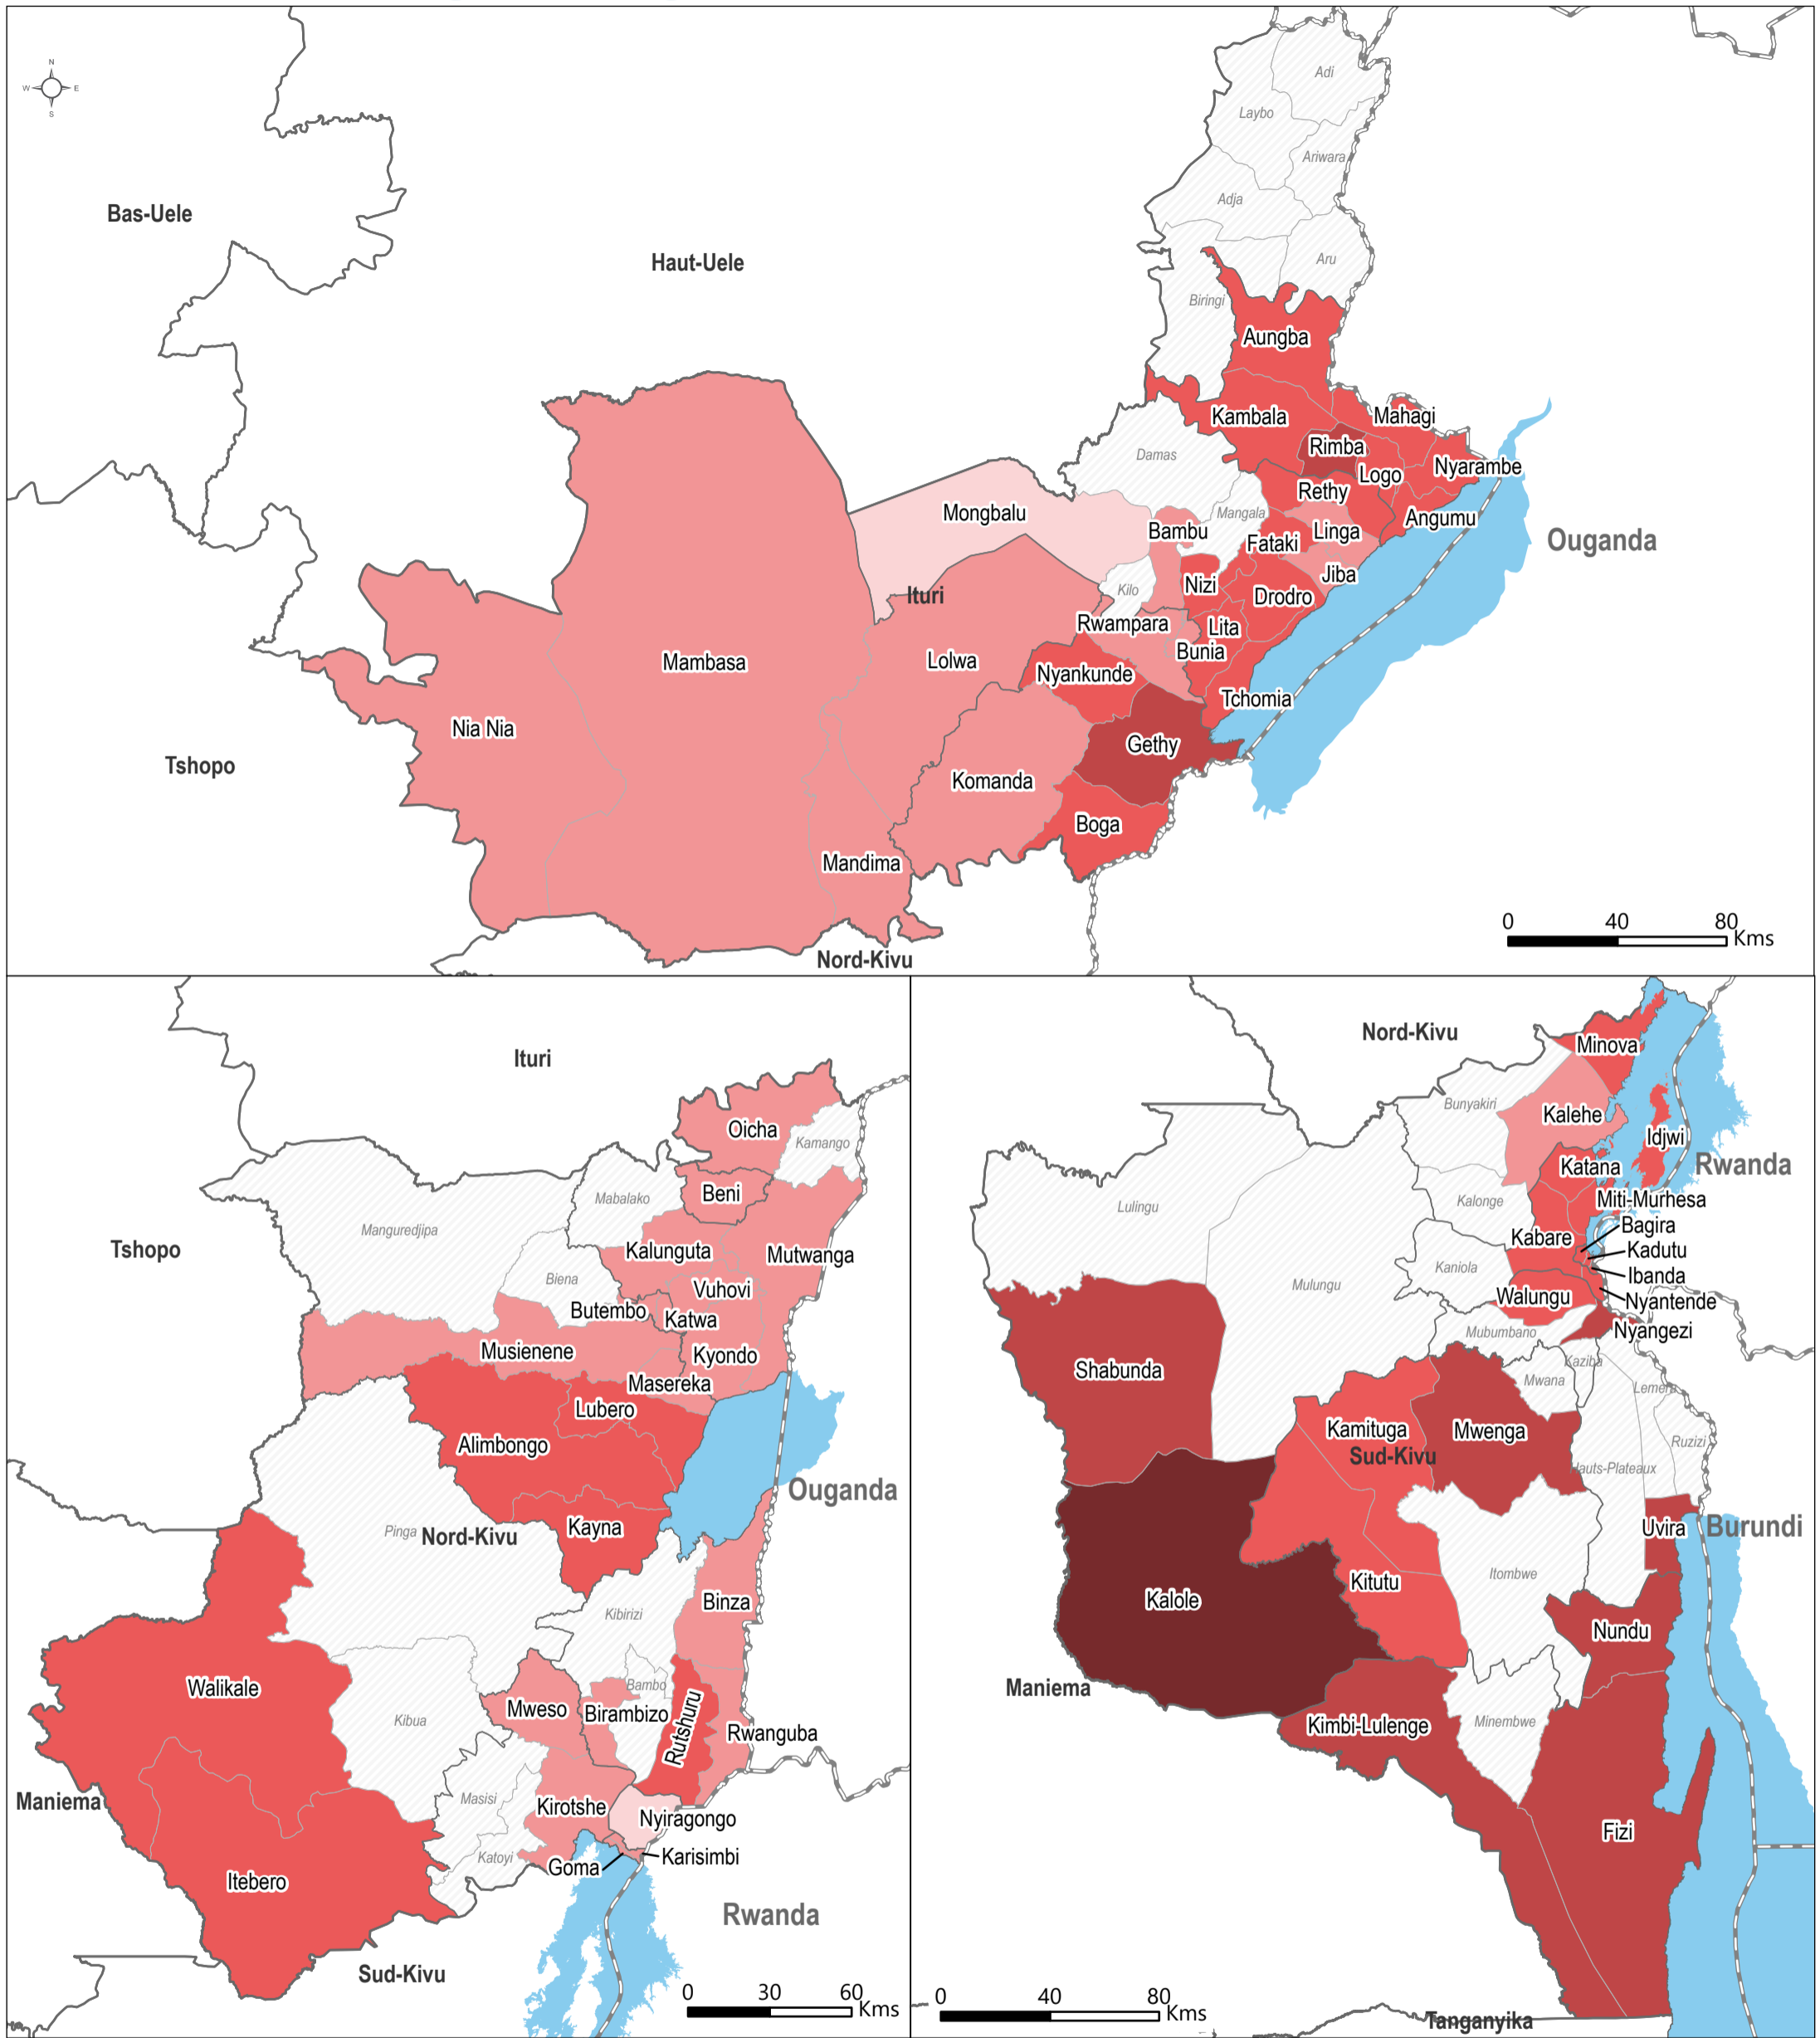 N
W E
S
Adi
Laybo
Ariwara
Adja
Bas-Uele
Haut-Uele
Aru
Biringi
Aungba
Kambala
Mahagi
Rimba
Damas
Logo
Nyarambe
Rethy
Mongbalu
Mangala
Angumu
Bambu
Linga
Fataki
Ouganda
Jiba
Nizi
Kilo
Ituri
Drodro
Rwampara
Lita
Bunia
Mambasa
Lolwa
Nyankunde
Tchomia
Nia Nia
Gethy
Tshopo
Komanda
Boga
Mandima
Nord-Kivu
0 40 80
Kms
Ituri
Oicha
Kamango
Beni
Mabalako
Manguredjipa
Tshopo
Kalunguta
Mutwanga
Biena
Vuhovi
Butembo
Katwa
Musienene
Kyondo
Masereka
Lubero
Alimbongo
Ouganda
Kayna
Pinga
Nord-Kivu
Binza
Kibirizi
Walikale
Bambo
Mweso
Birambizo
Kibua
Rutshuru
Rwanguba
Maniema
Masisi
Kirotshe
Nyiragongo
Katoyi
Goma
Karisimbi
Itebero
Rwanda
Sud-Kivu
0 30 60
Kms
Nord-Kivu
Minova
Bunyakiri
Kalehe
Idjwi
Katana
Rwanda
Lulingu
Kalonge
Miti-Murhesa
Bagira
Kabare
Kadutu
Kaniola
Ibanda
Mulungu
Walungu
Nyantende
Mubumbano
Nyangezi
Kaziba
Shabunda
Mwana
Lemera
Kamituga
Mwenga
Ruzizi
Sud-Kivu
Hauts-Plateaux
Uvira
Burundi
Itombwe
Kitutu
Kalole
Nundu
Maniema
Kimbi-Lulenge
Minembwe
Fizi
0 40 80
Kms
Tanganyika